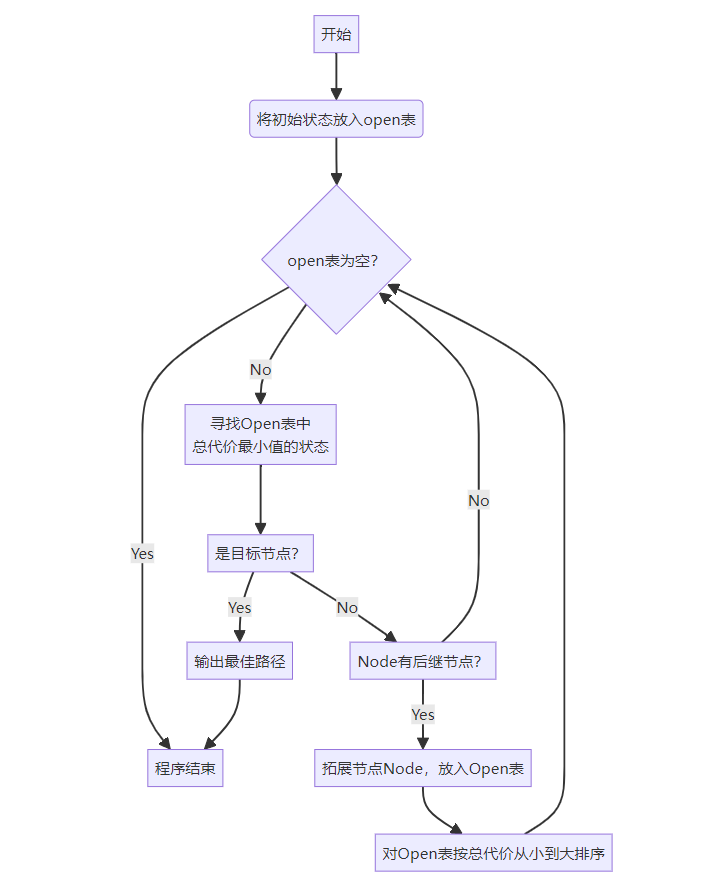 开始
将初始状态放入open表
open表为空?
No
寻找Open表中
总代价最小值的状态
No
Yes
是目标节点?
Yes
No
输出最佳路径
Node有后继节点?
Yes
程序结束
拓展节点Node，放入Open表
对Open表按总代价从小到大排序